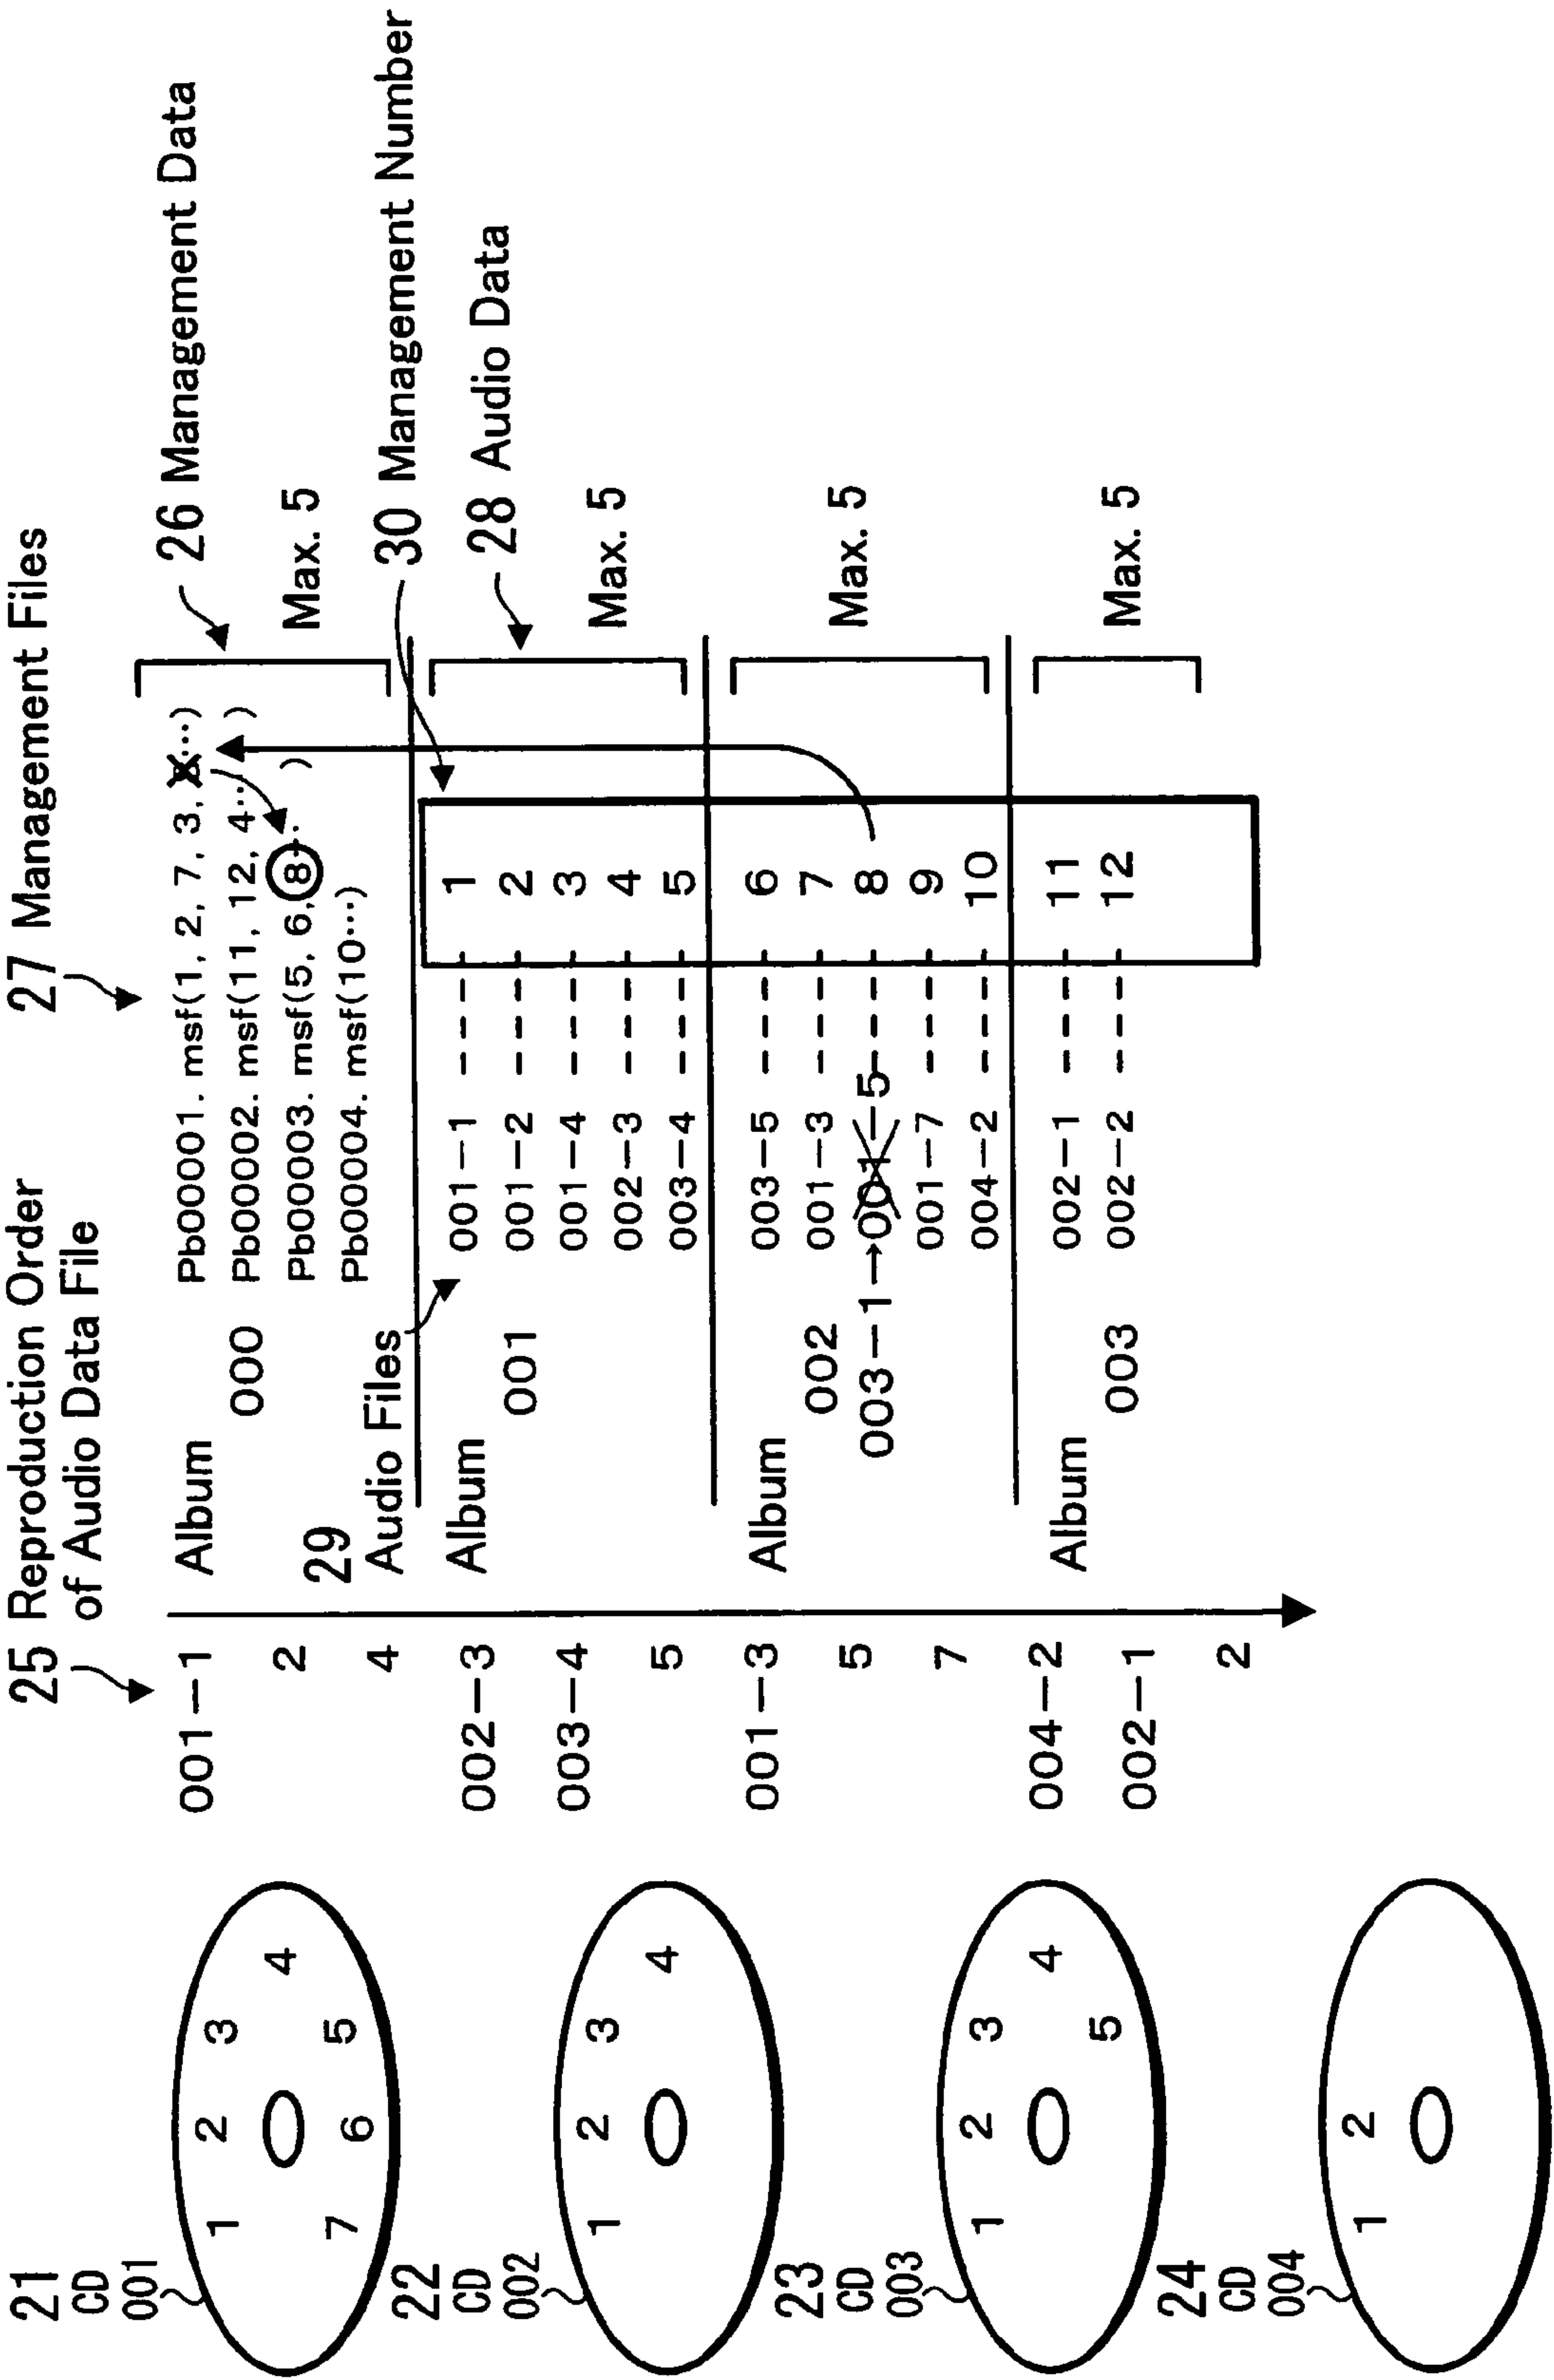 21
CD
001
1 2 3 4
7 6 5
22
CD
002
1 2 3 4
23
CD
003
1 2 3 4
5
24
CD
004
1 2
25 Reproduction Order
of Audio Data File
001-1
2
4
002-3
003-4
5
001-3
5
7
004-2
002-1
2
27 Management Files
26 Management Data
Album
000
Pb00001. msf(1, 2, 7, 3, 8···)
Pb00002. msf(11, 12, 4··· )
Pb00003. msf(5, 6, 8··· )
Pb00004. msf(10···)
Max. 5
29
Audio Files
30 Management Number
28 Audio Data
Album
001
001-1 ---- 1
001-2 ---- 2
001-4 ---- 3
002-3 ---- 4
003-4 ---- 5
Max. 5
Album
002
003-5 ---- 6
001-3 ---- 7
003-1→001-5 ---- 8
001-7 ---- 9
004-2 ---- 10
Max. 5
Album
003
002-1 ---- 11
002-2 ---- 12
Max. 5